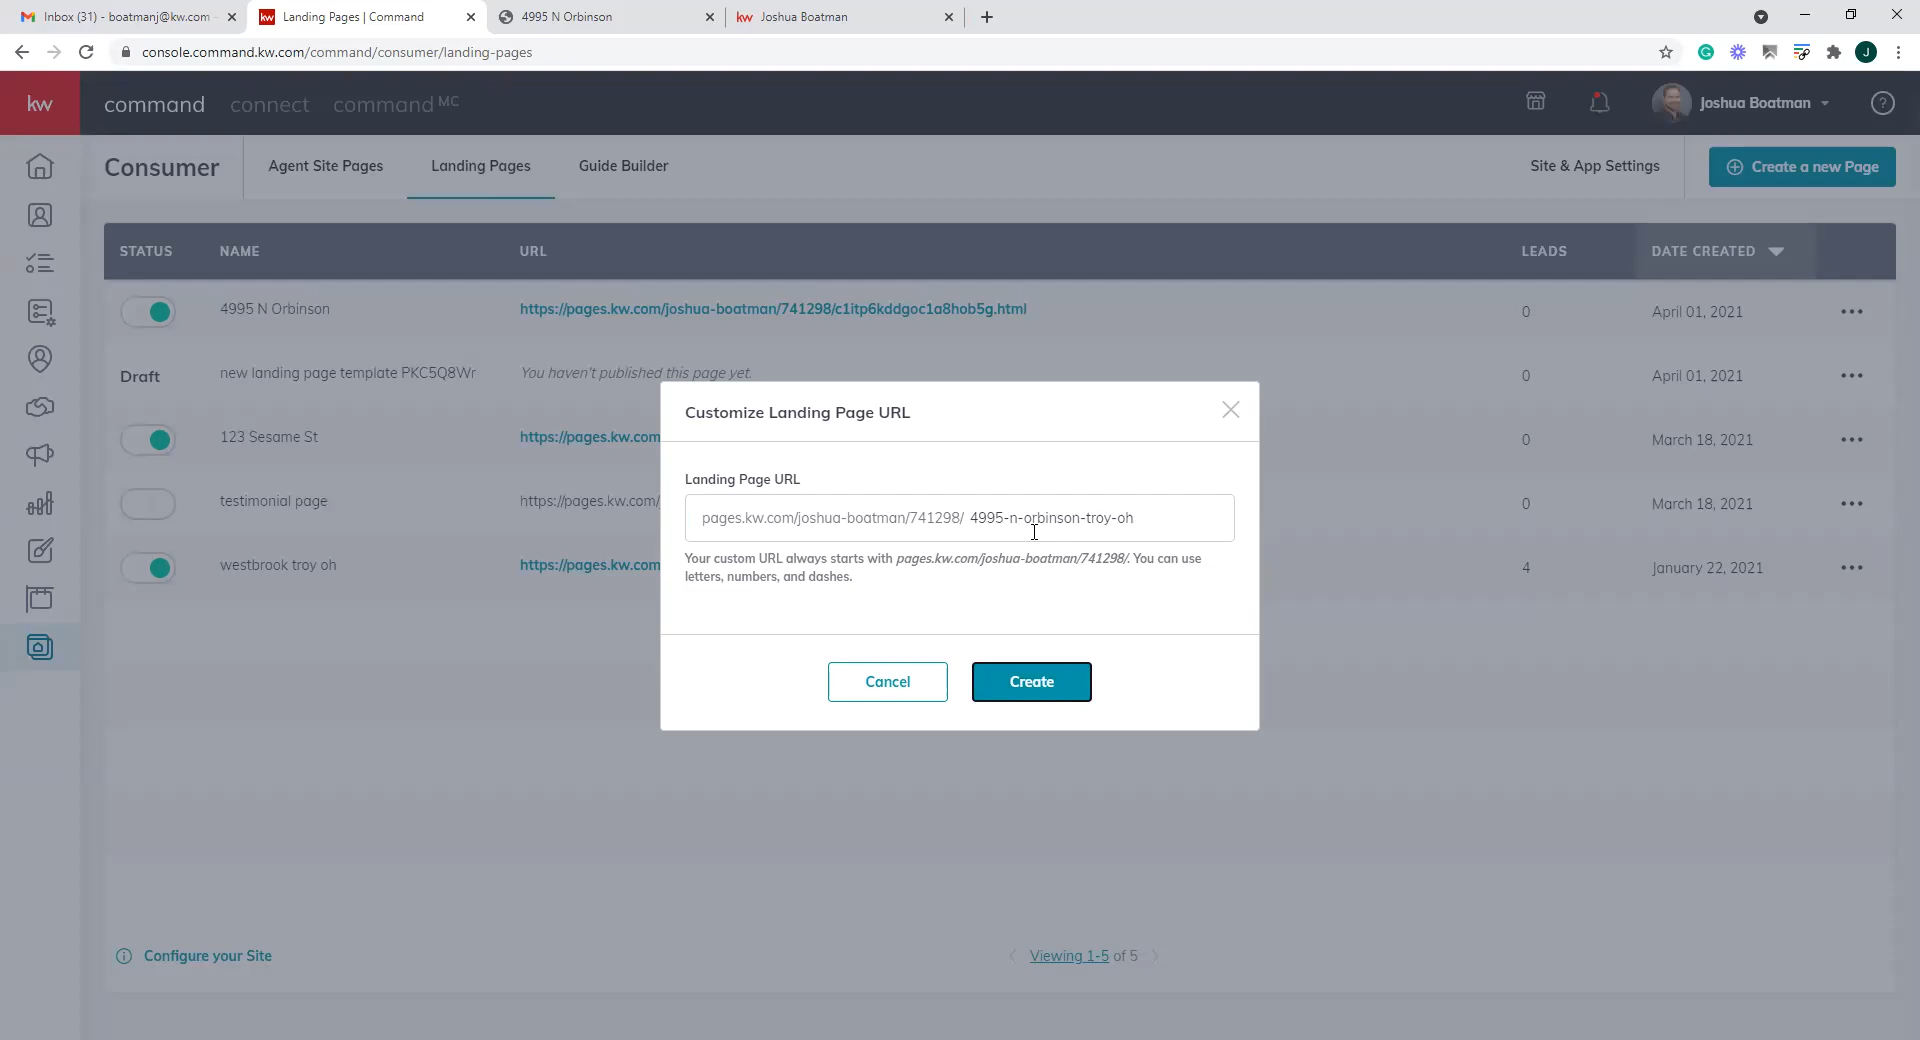 Inbox (31) - boatmanj@kw.com -
Landing Pages | Command
4995 N Orbinson
kw Joshua Boatman
console.command.kw.com/command/consumer/landing-pages
J
kw
command connect command MC
Joshua Boatman
?
Consumer
Agent Site Pages
Landing Pages
Guide Builder
Site & App Settings
Create a new Page
STATUS NAME URL LEADS DATE CREATED
4995 N Orbinson https://pages.kw.com/joshua-boatman/741298/c1itp6kddgoc1a8hob5g.html 0 April 01, 2021
Draft new landing page template PKC5Q8Wr You haven't published this page yet. 0 April 01, 2021
123 Sesame St https://pages.kw.com 0 March 18, 2021
testimonial page https://pages.kw.com/ 0 March 18, 2021
westbrook troy oh https://pages.kw.com 4 January 22, 2021
Customize Landing Page URL
Landing Page URL
pages.kw.com/joshua-boatman/741298/ 4995-n-orbinson-troy-oh
Your custom URL always starts with pages.kw.com/joshua-boatman/741298/. You can use
letters, numbers, and dashes.
Cancel
Create
Configure your Site
Viewing 1-5 of 5